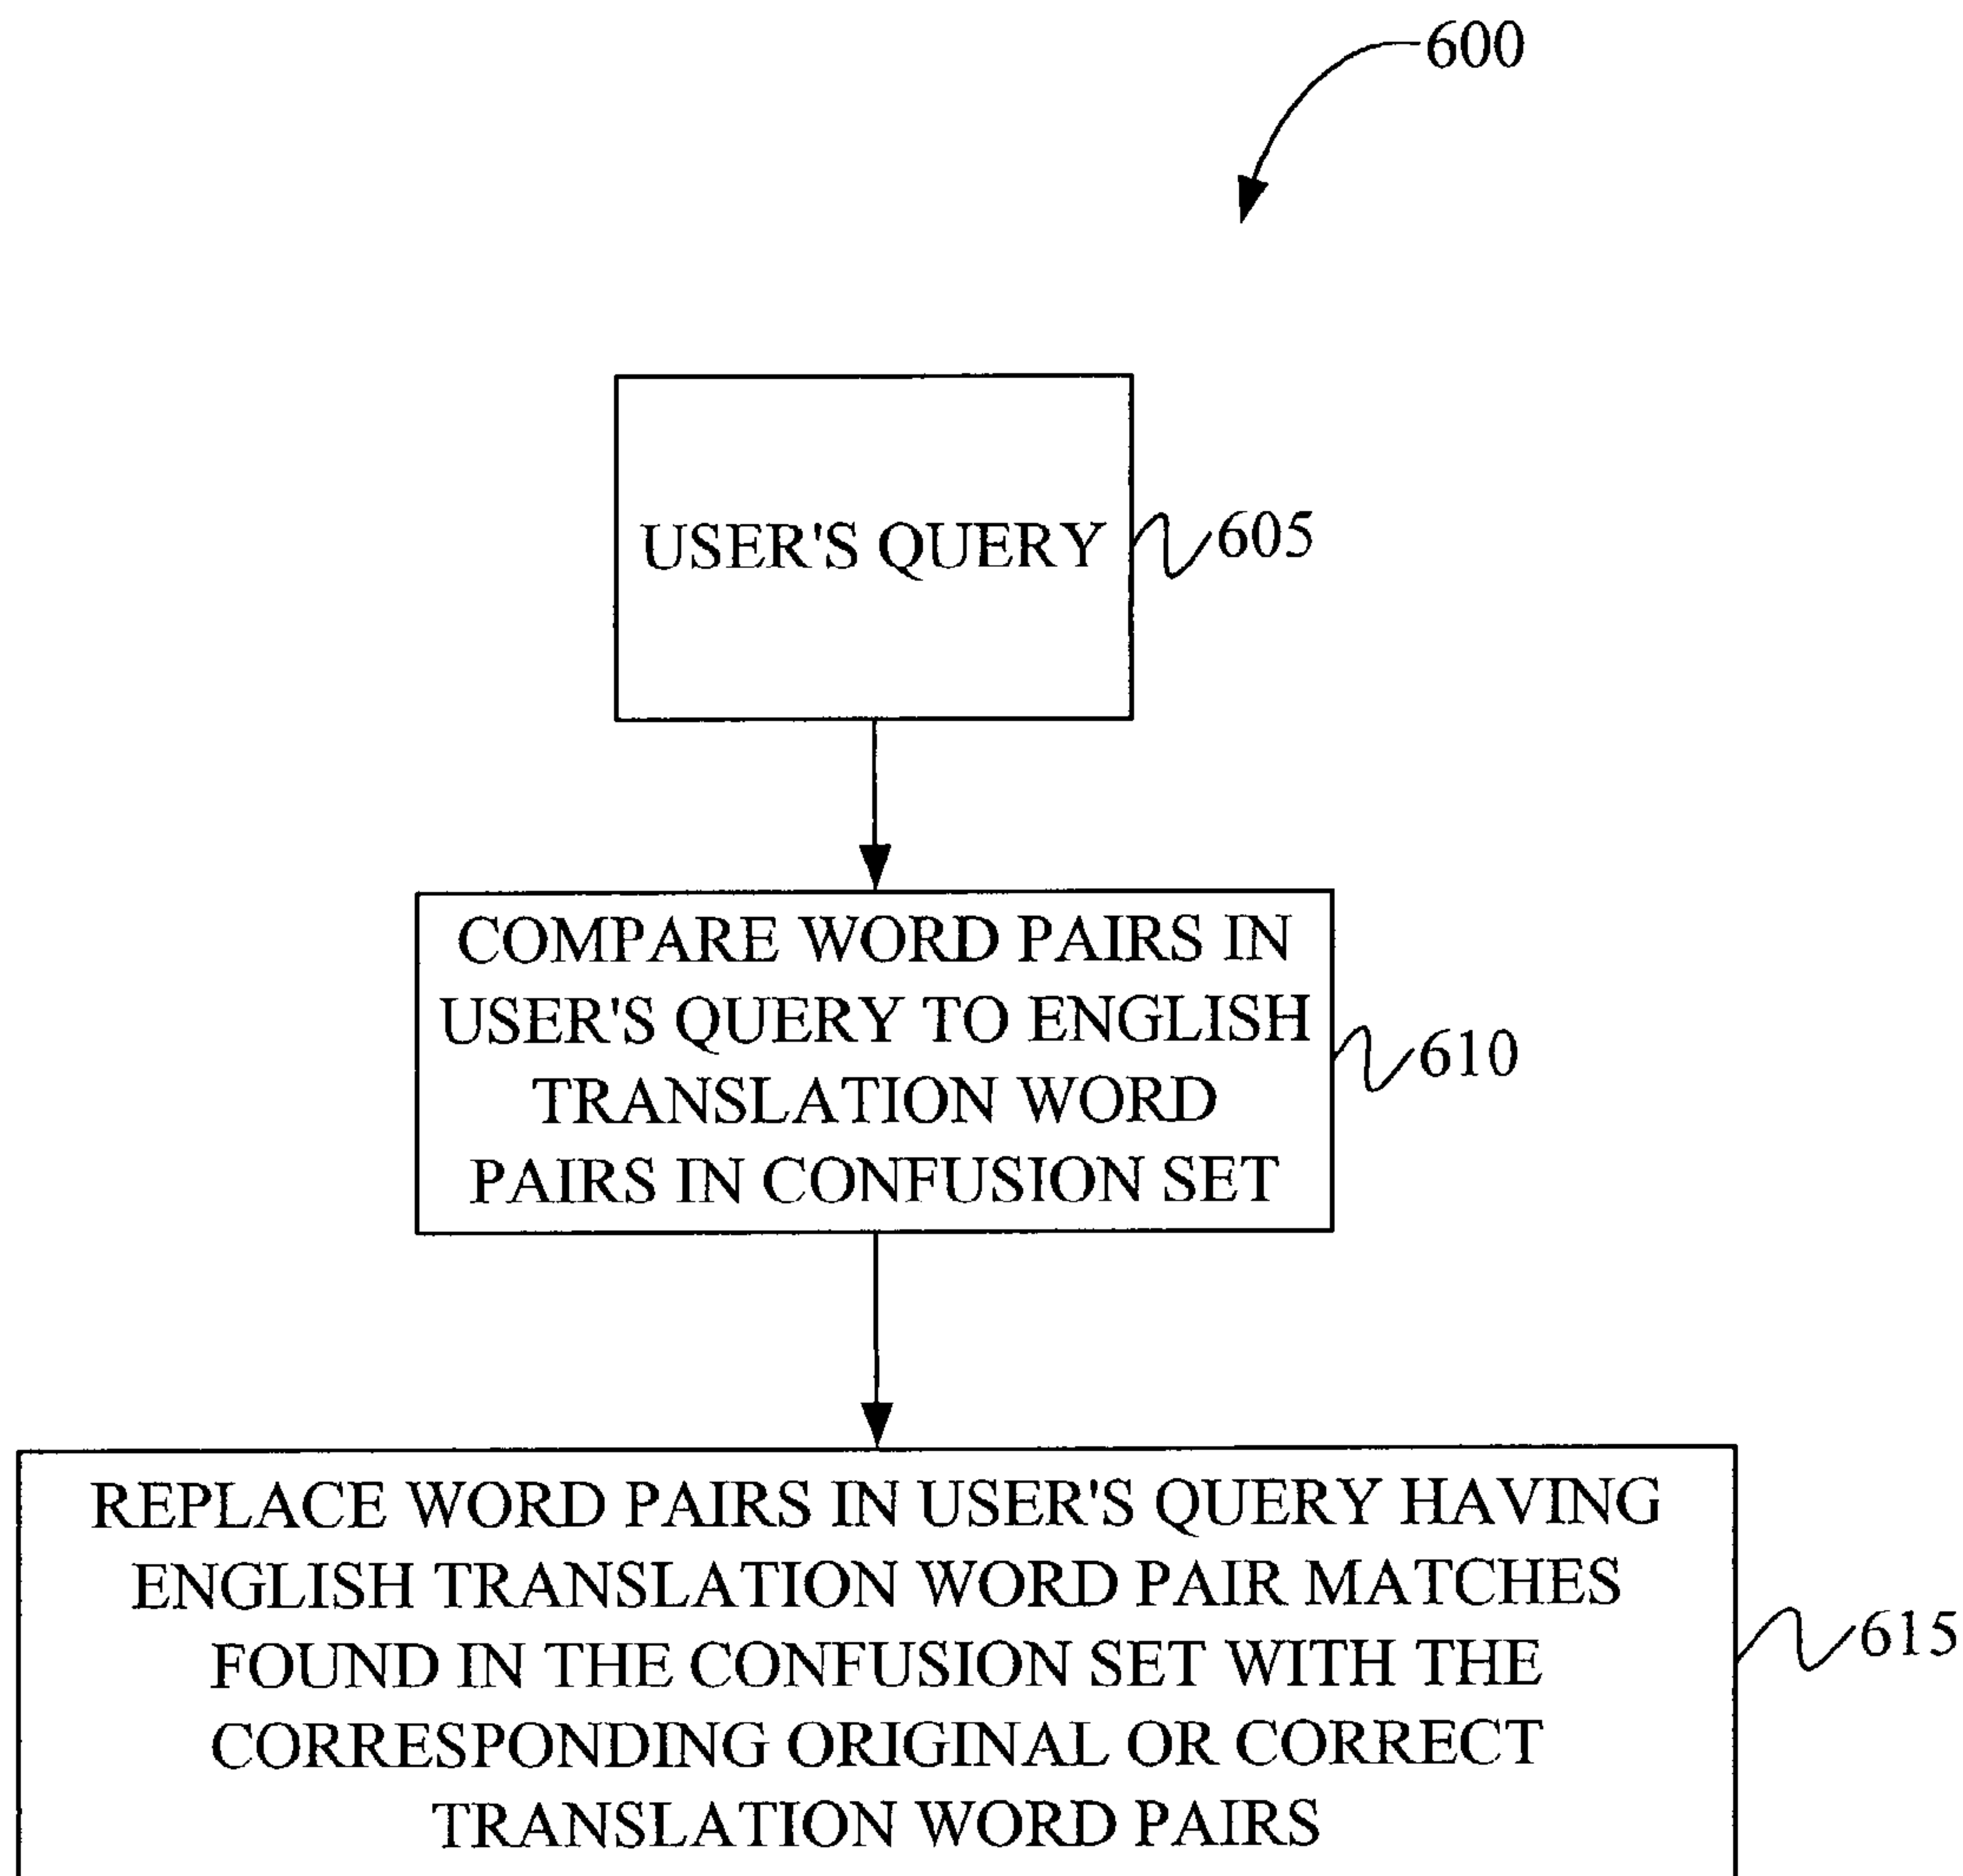 600
USER'S QUERY
605
COMPARE WORD PAIRS IN
USER'S QUERY TO ENGLISH
TRANSLATION WORD
PAIRS IN CONFUSION SET
610
REPLACE WORD PAIRS IN USER'S QUERY HAVING
ENGLISH TRANSLATION WORD PAIR MATCHES
FOUND IN THE CONFUSION SET WITH THE
CORRESPONDING ORIGINAL OR CORRECT
TRANSLATION WORD PAIRS
615